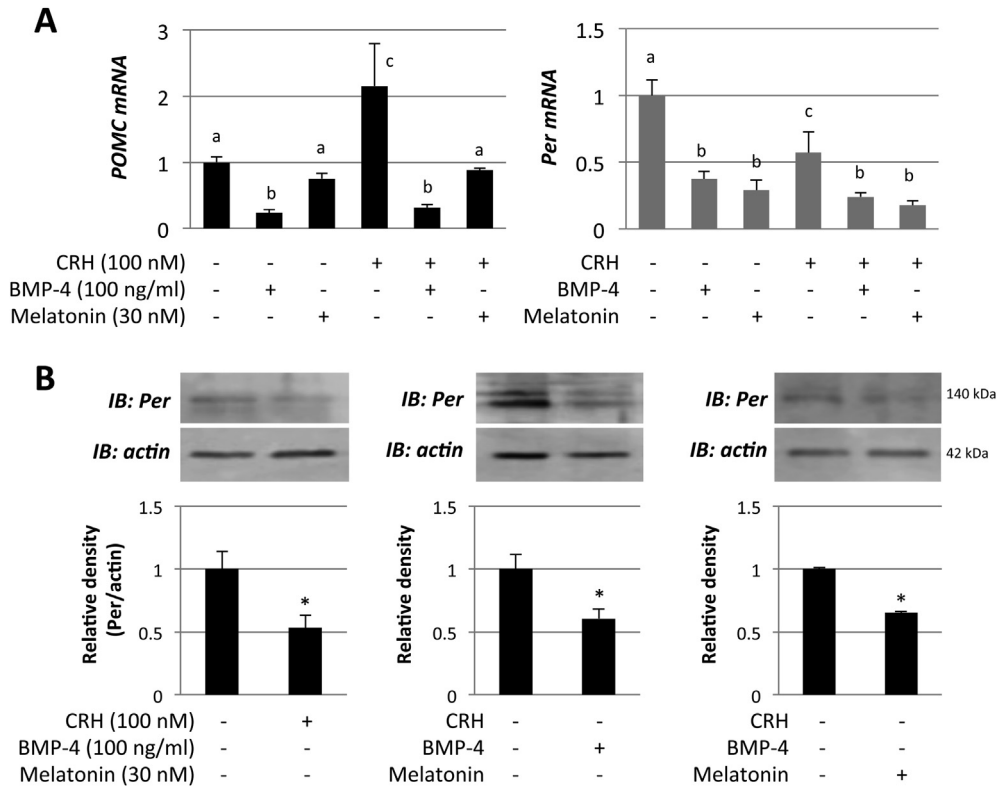 A
POMC mRNA
3
2
1
0
a
b
a
c
b
a
CRH (100 nM) - - - + + +
BMP-4 (100 ng/ml) - + - - + -
Melatonin (30 nM) - - + - - +
Per mRNA
1.5
1
0.5
0
a
b
b
c
b
b
CRH - - - + + +
BMP-4 - + - - + -
Melatonin - - + - - +
B
IB: Per
IB: actin
IB: Per
IB: actin
IB: Per 140 kDa
IB: actin 42 kDa
Relative density
(Per/actin)
1.5
1
0.5
0
*
CRH (100 nM) - +
BMP-4 (100 ng/ml) - -
Melatonin (30 nM) - -
Relative density
1.5
1
0.5
0
*
CRH - -
BMP-4 - +
Melatonin - -
Relative density
1.5
1
0.5
0
*
CRH - -
BMP-4 - -
Melatonin - +